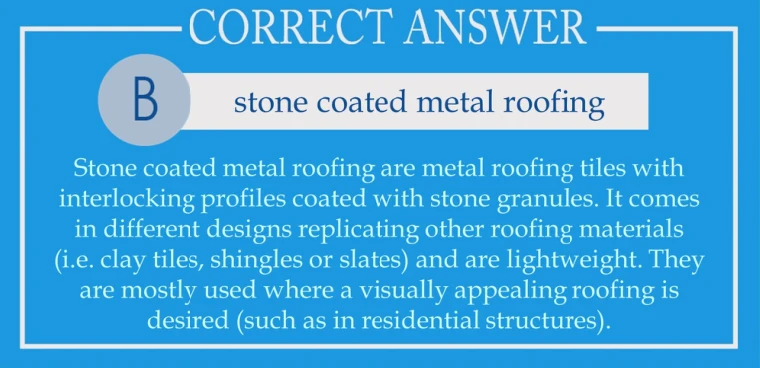 CORRECT ANSWER
B
stone coated metal roofing
Stone coated metal roofing are metal roofing tiles with
interlocking profiles coated with stone granules. It comes
in different designs replicating other roofing materials
(i.e. clay tiles, shingles or slates) and are lightweight. They
are mostly used where a visually appealing roofing is
desired (such as in residential structures).